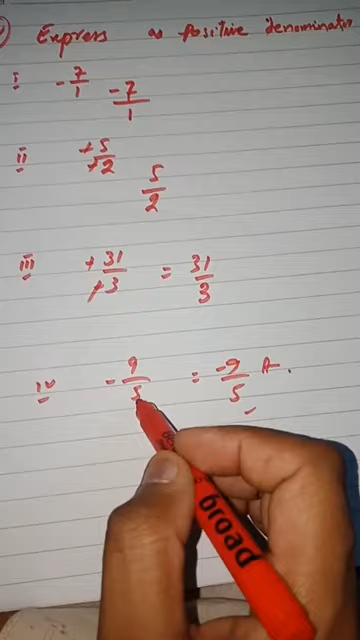 Express as positive denominator
i -7/1 -7/1
ii +5/+2 5/2
iii +31/+3 = 31/3
iv -9/5 = -9/5
broad